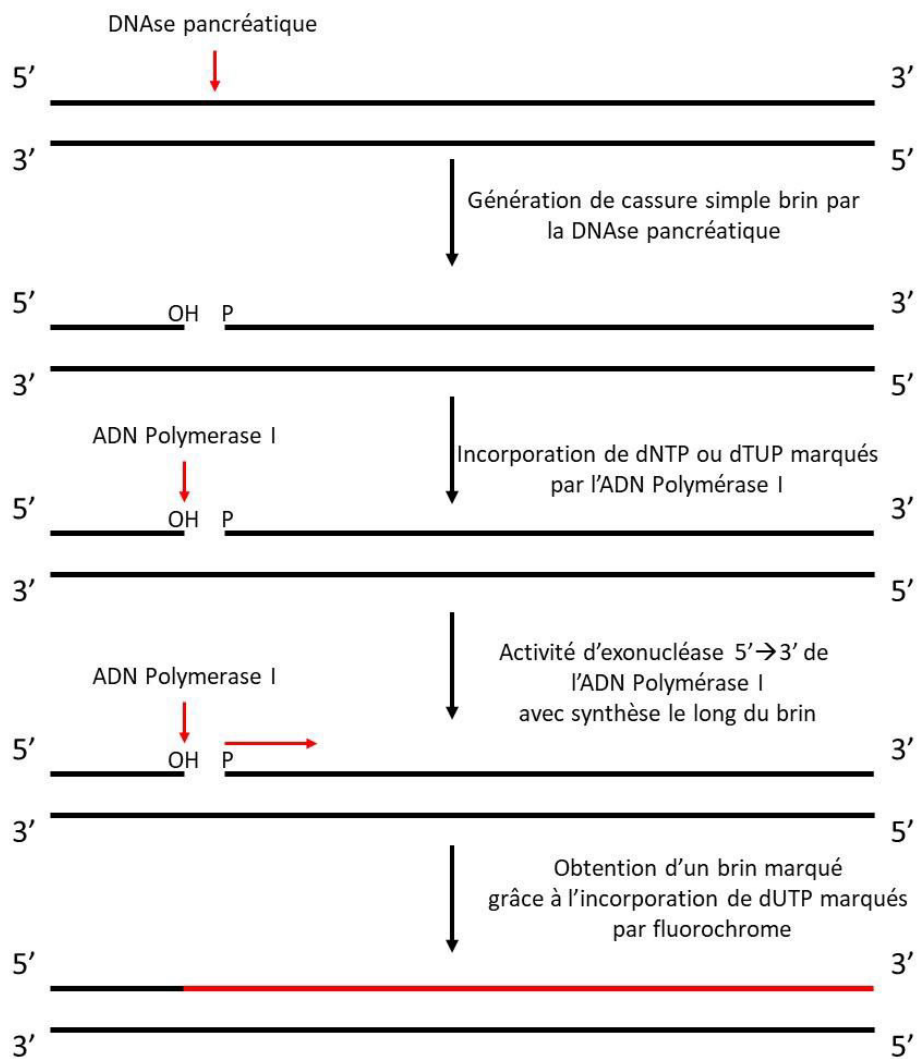 DNAse pancréatique
5’ 3’
3’ 5’
Génération de cassure simple brin par
la DNAse pancréatique
5’ OH P 3’
3’ 5’
ADN Polymerase I
Incorporation de dNTP ou dTUP marqués
par l’ADN Polymérase I
5’ OH P 3’
3’ 5’
Activité d’exonucléase 5’→3’ de
l’ADN Polymérase I
avec synthèse le long du brin
ADN Polymerase I
5’ OH P 3’
3’ 5’
Obtention d’un brin marqué
grâce à l’incorporation de dUTP marqués
par fluorochrome
5’ 3’
3’ 5’